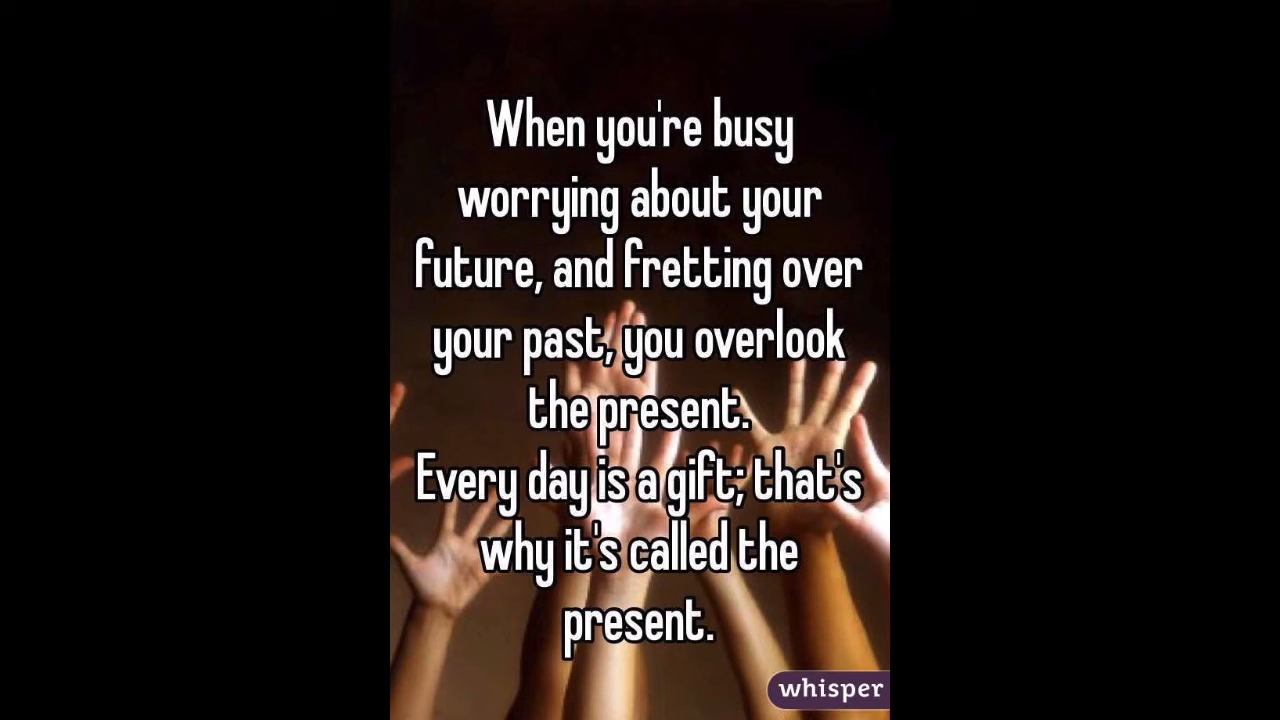 When you're busy
worrying about your
future, and fretting over
your past, you overlook
the present.
Every day is a gift; that's
why it's called the
present.
whisper